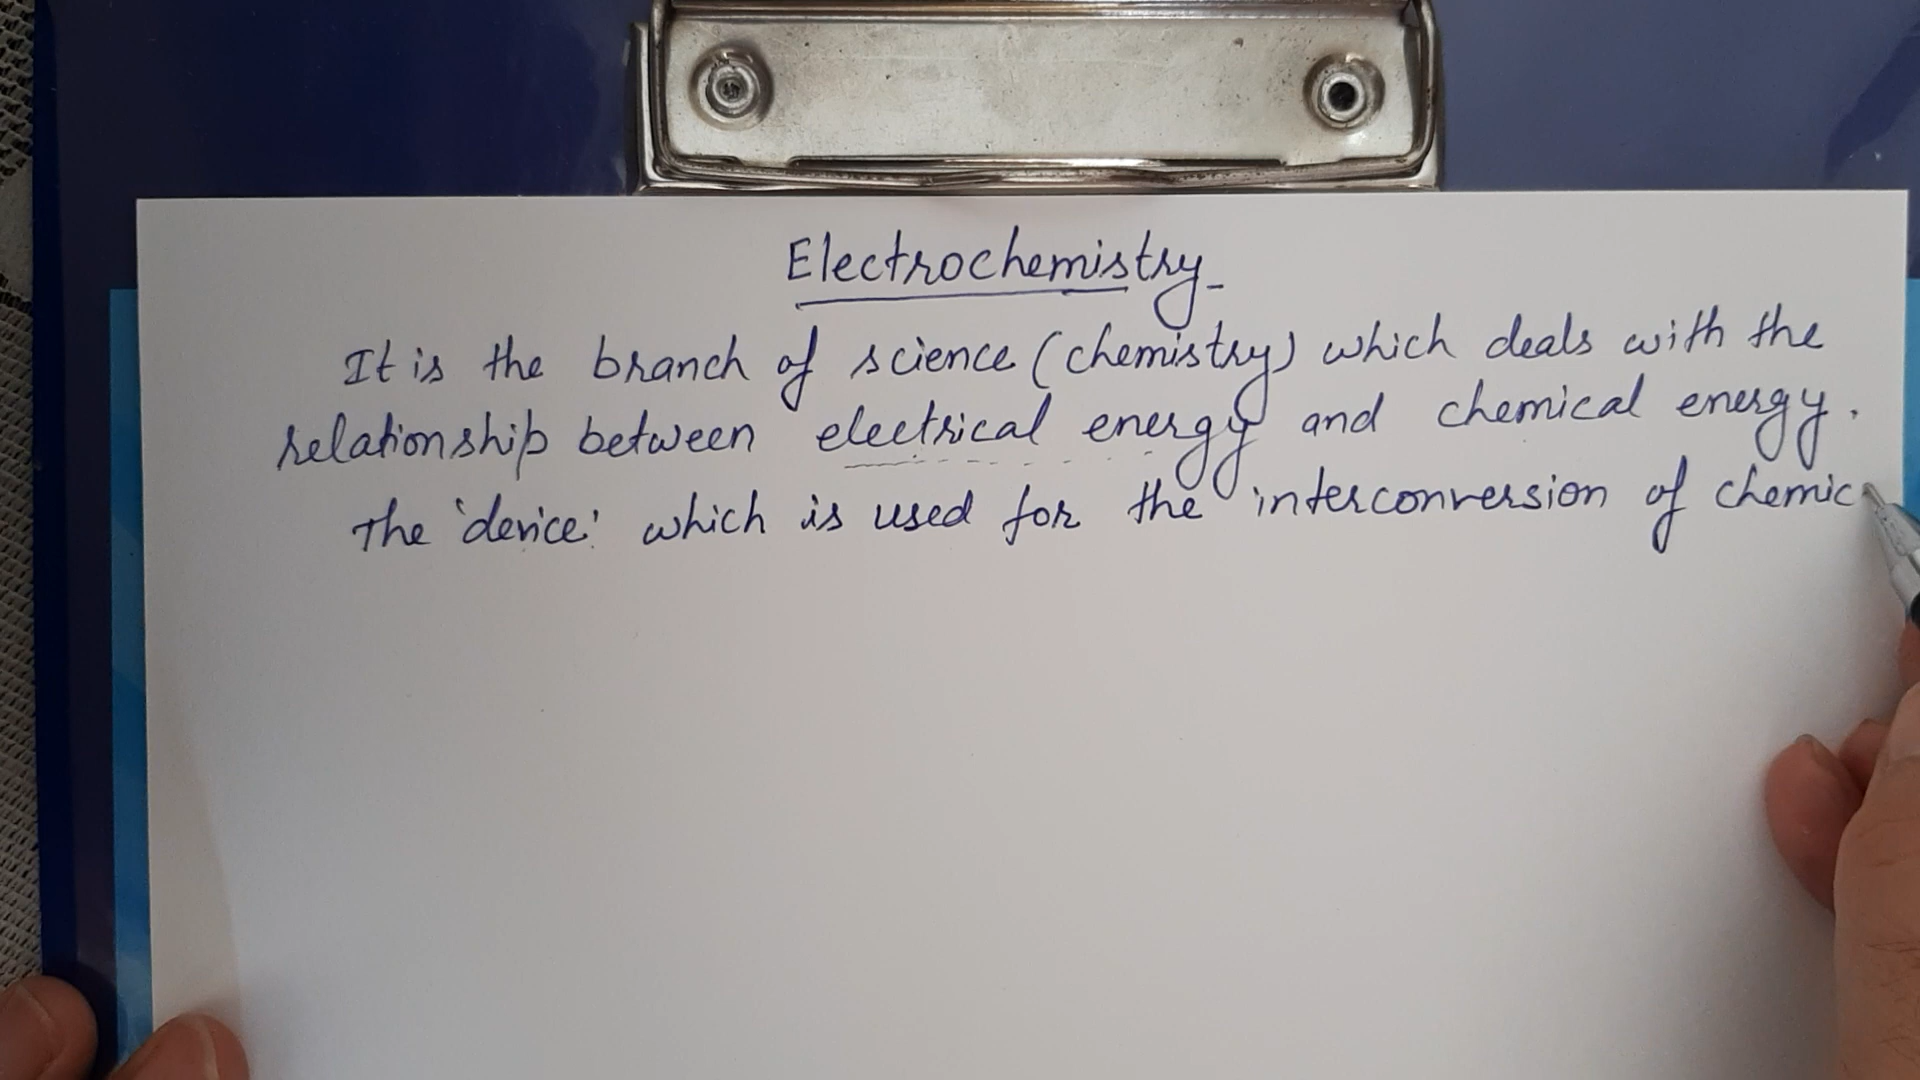 Electrochemistry
It is the branch of science (chemistry) which deals with the
relationship between electrical energy and chemical energy.
The 'device' which is used for the interconversion of chemic